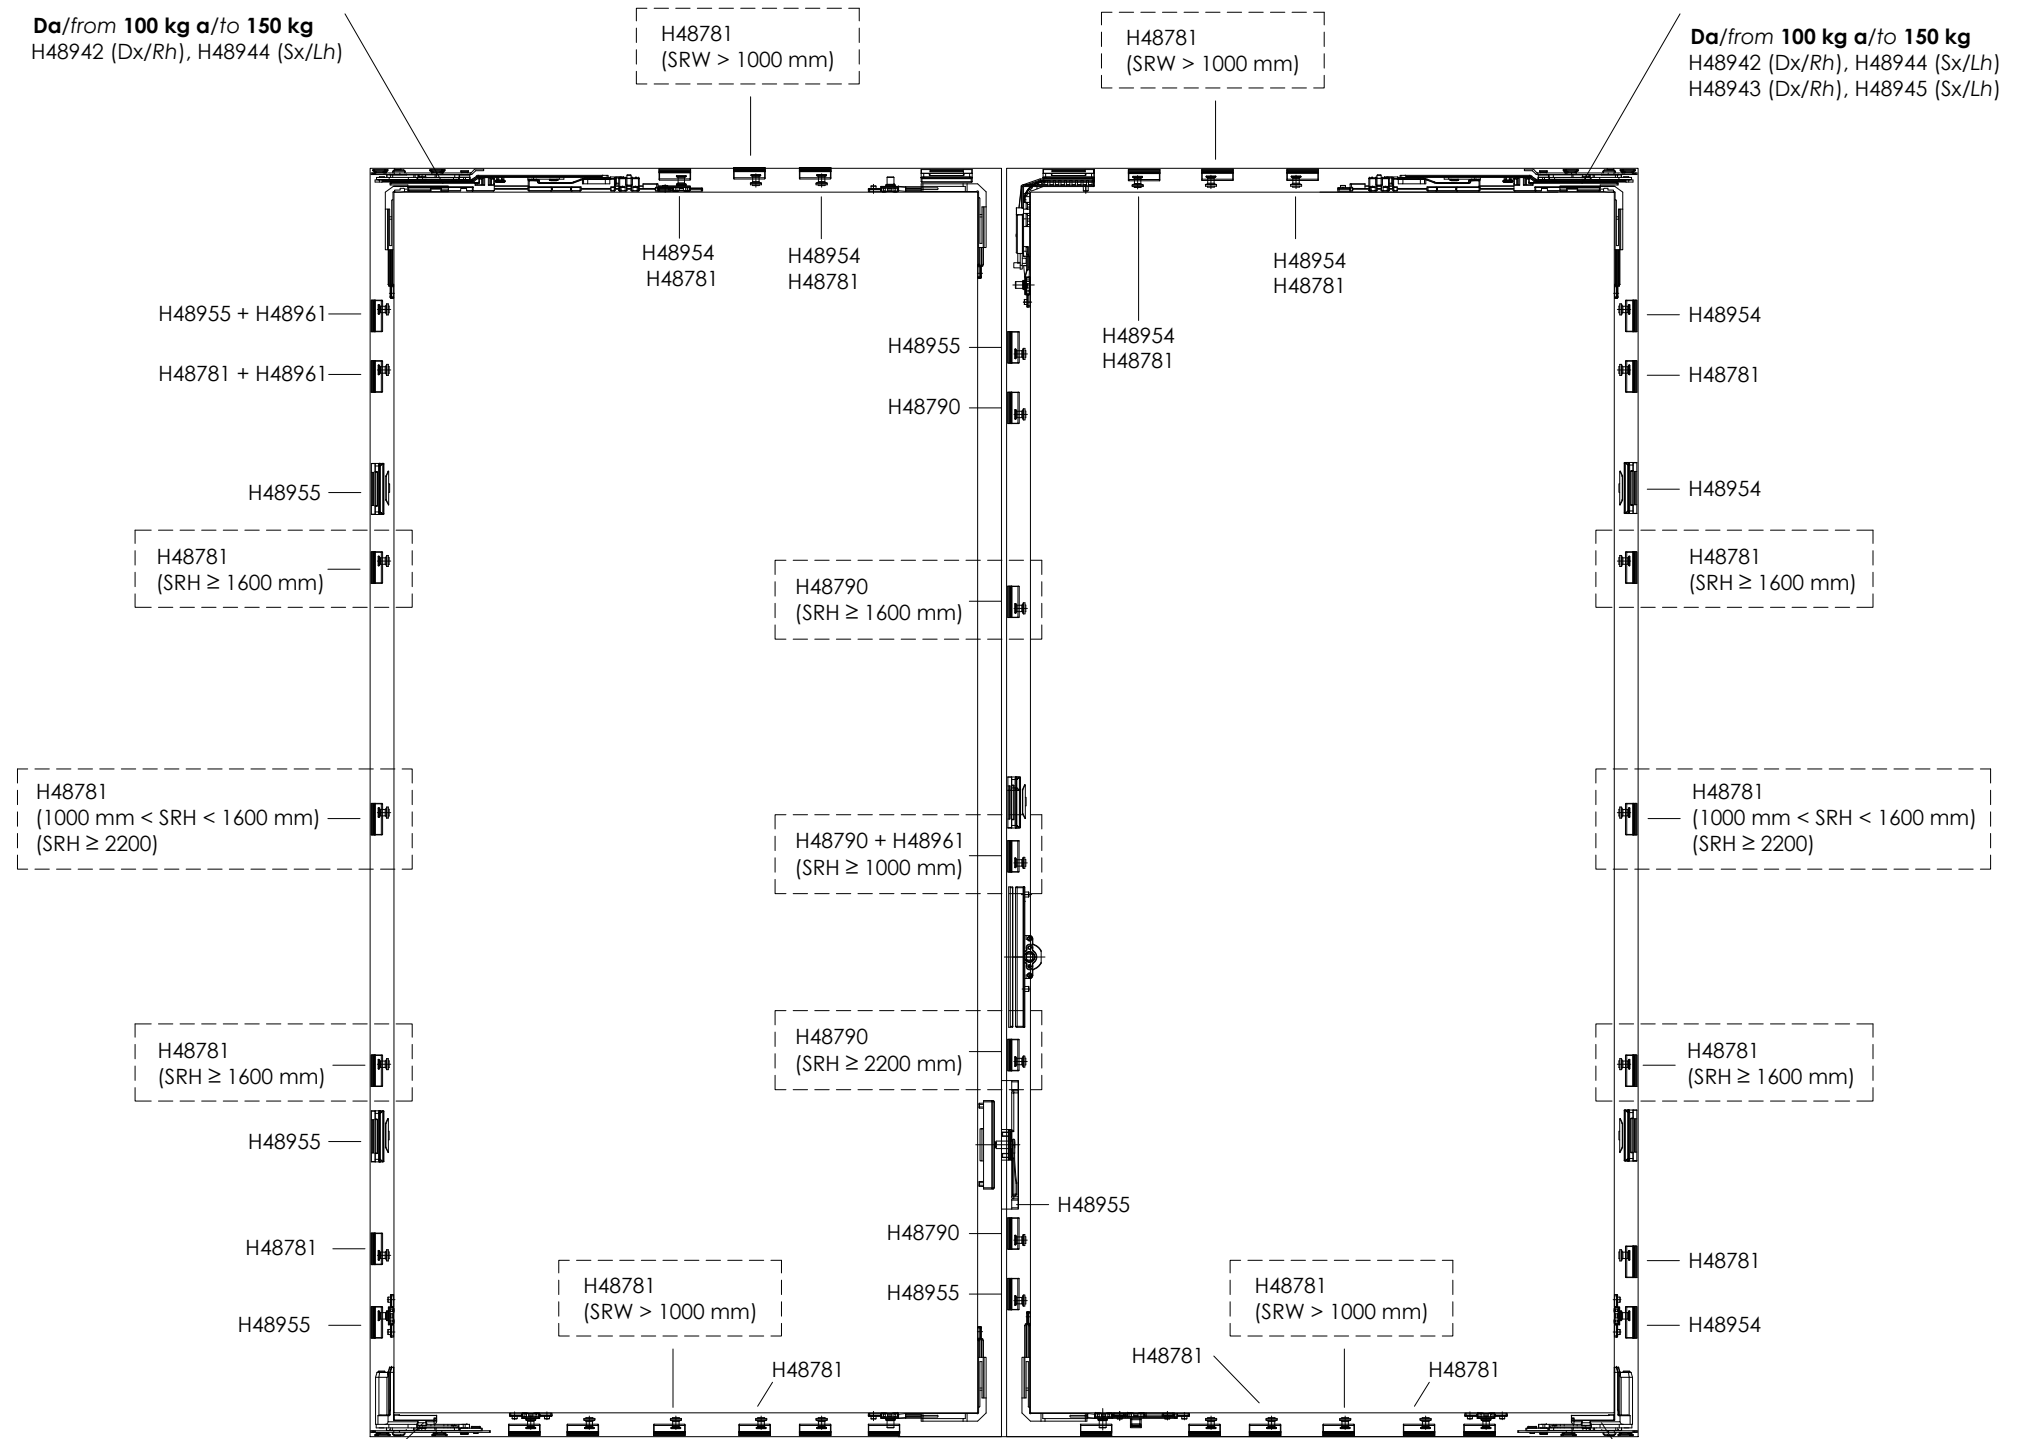 Da/from 100 kg a/to 150 kg
H48942 (Dx/Rh), H48944 (Sx/Lh)
H48781
(SRW > 1000 mm)
H48781
(SRW > 1000 mm)
Da/from 100 kg a/to 150 kg
H48942 (Dx/Rh), H48944 (Sx/Lh)
H48943 (Dx/Rh), H48945 (Sx/Lh)
H48954
H48781
H48954
H48781
H48954
H48781
H48954
H48781
H48955 + H48961
H48781 + H48961
H48955
H48781
(SRH ≥ 1600 mm)
H48781
(1000 mm < SRH < 1600 mm)
(SRH ≥ 2200)
H48781
(SRH ≥ 1600 mm)
H48955
H48781
H48955
H48955
H48790
H48790
(SRH ≥ 1600 mm)
H48790 + H48961
(SRH ≥ 1000 mm)
H48790
(SRH ≥ 2200 mm)
H48955
H48790
H48955
H48954
H48781
H48954
H48781
(SRH ≥ 1600 mm)
H48781
(1000 mm < SRH < 1600 mm)
(SRH ≥ 2200)
H48781
(SRH ≥ 1600 mm)
H48781
H48954
H48781
(SRW > 1000 mm)
H48781
H48781
(SRW > 1000 mm)
H48781
H48781